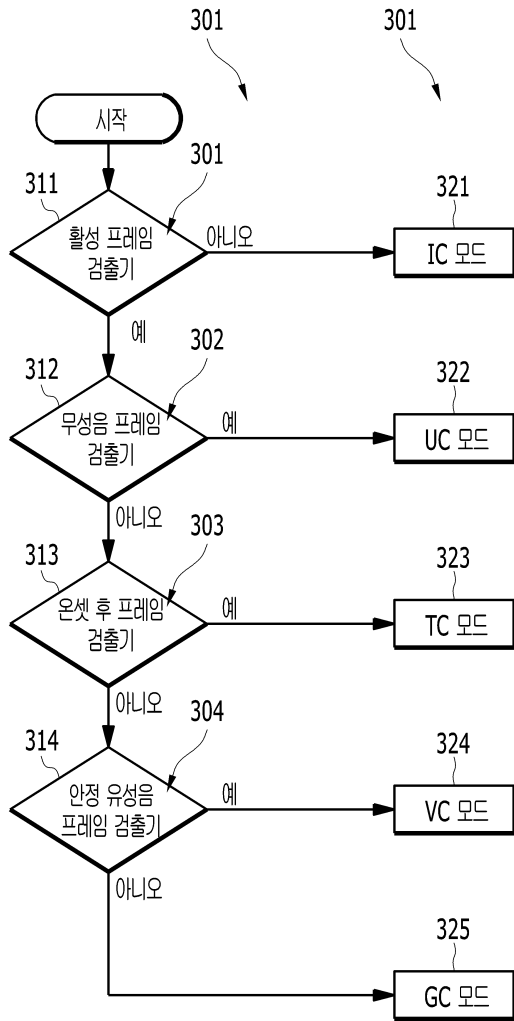 301
301
시작
311
301
321
활성 프레임
검출기
아니오
IC 모드
예
312
302
322
무성음 프레임
검출기
예
UC 모드
아니오
313
303
323
온셋 후 프레임
검출기
예
TC 모드
아니오
314
304
324
안정 유성음
프레임 검출기
예
VC 모드
아니오
325
GC 모드